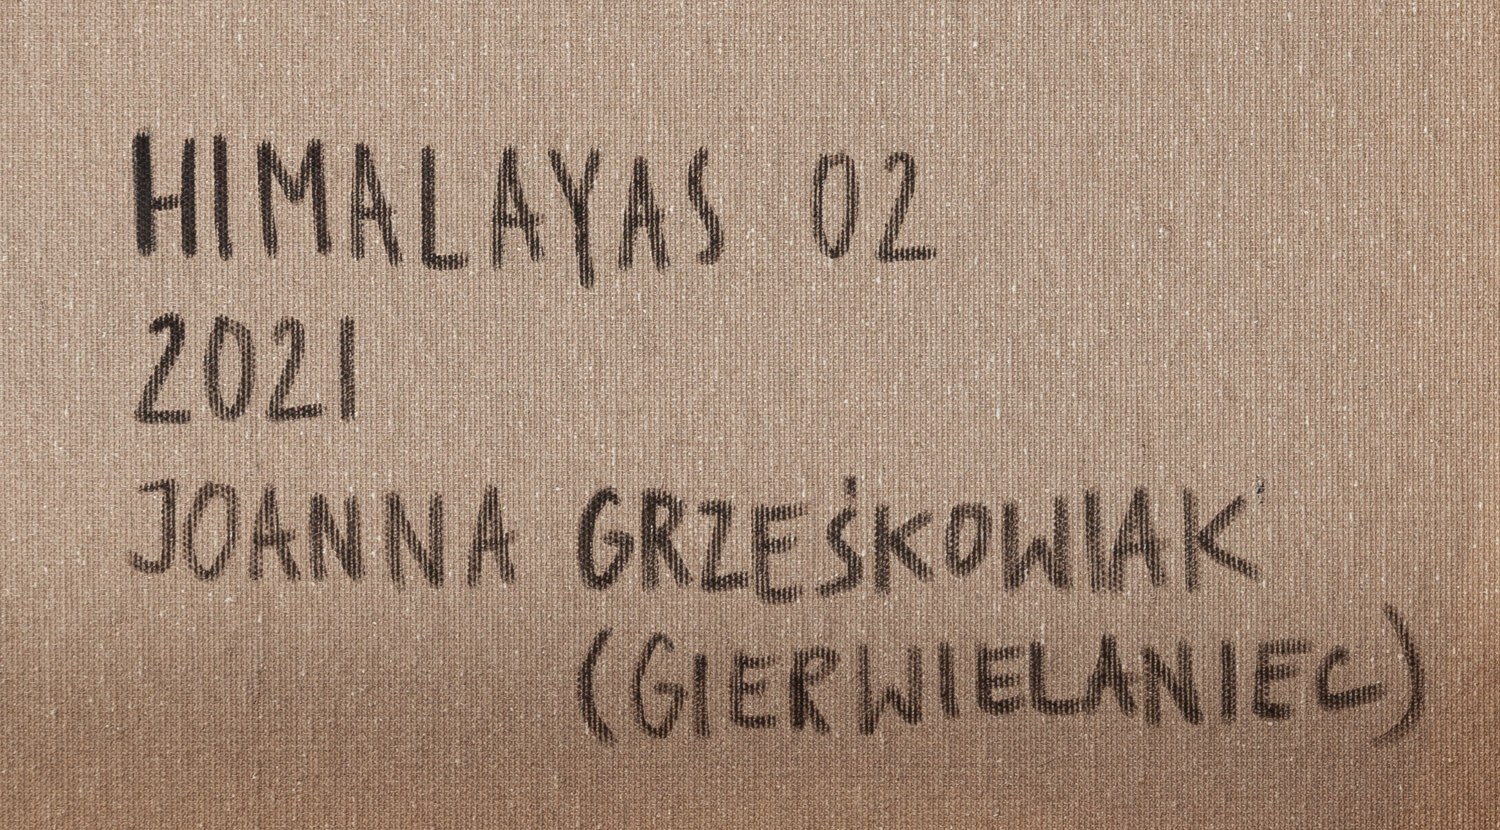 HIMALAYAS 02
2021
JOANNA GRZEŚKOWIAK
(GIERWIELANIEC)